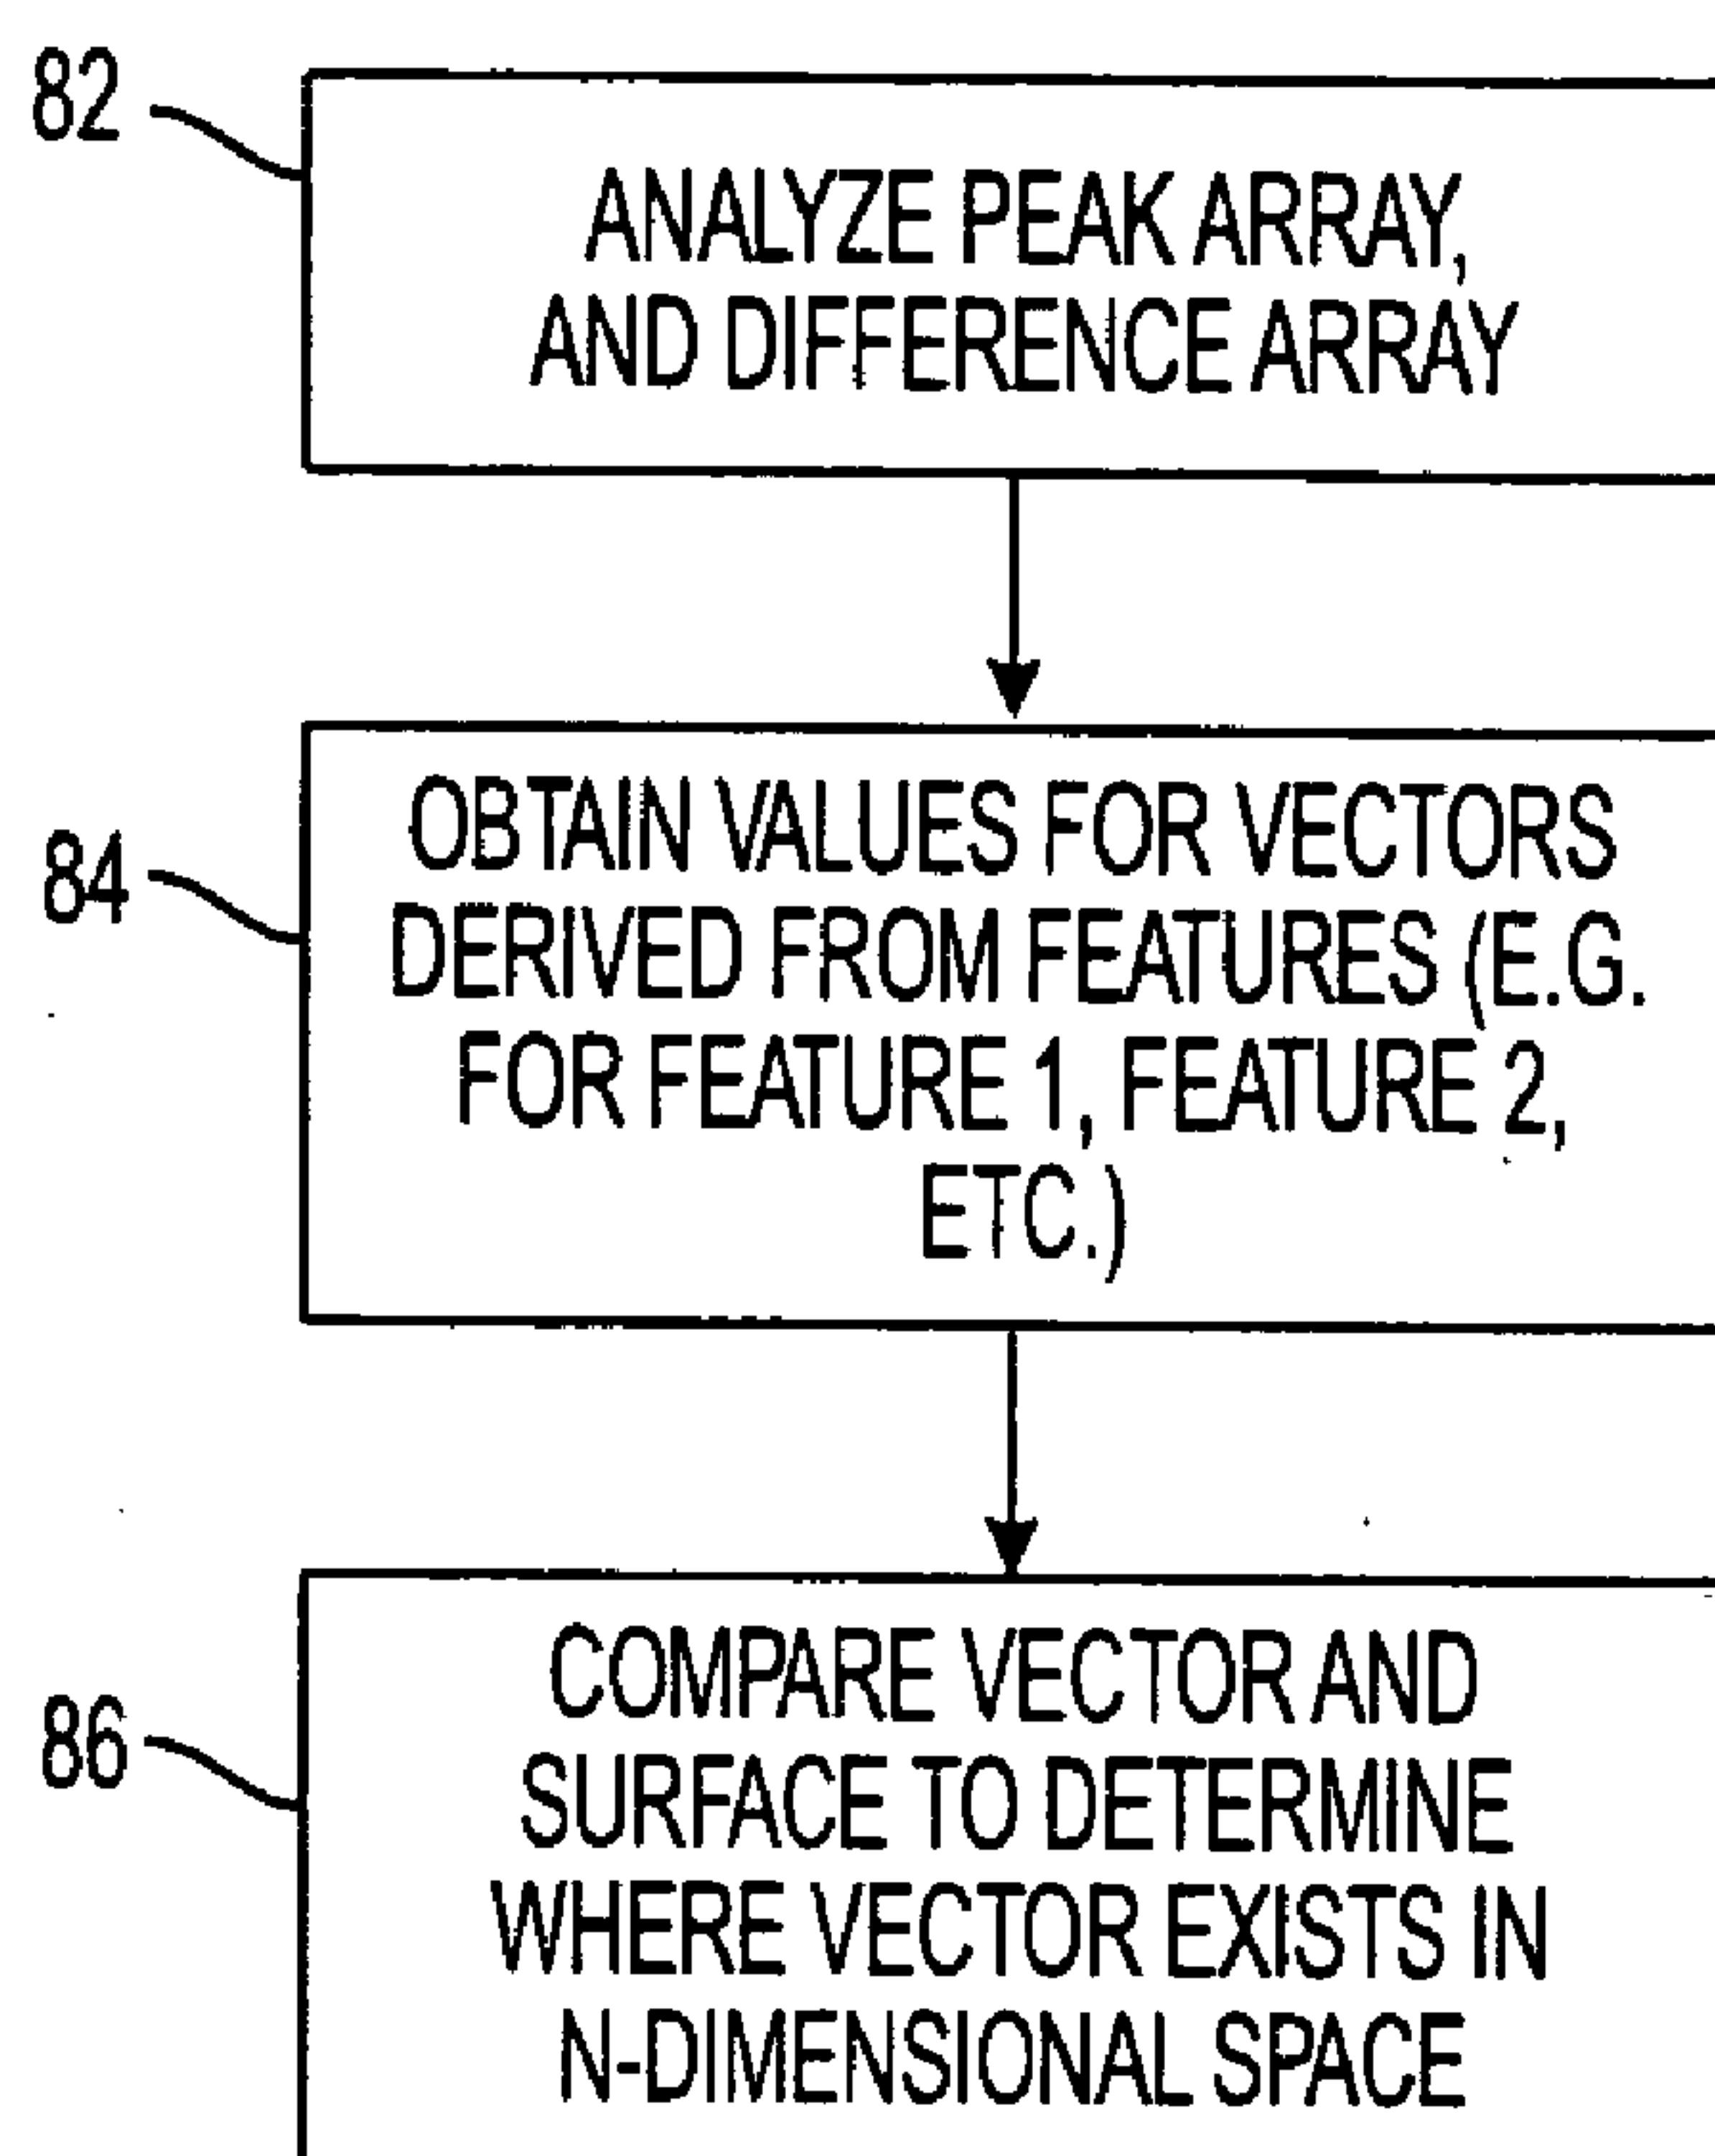 82
ANALYZE PEAK ARRAY,
AND DIFFERENCE ARRAY
84
OBTAIN VALUES FOR VECTORS
DERIVED FROM FEATURES (E.G.
FOR FEATURE 1, FEATURE 2,
ETC.)
86
COMPARE VECTOR AND
SURFACE TO DETERMINE
WHERE VECTOR EXISTS IN
N-DIMENSIONAL SPACE